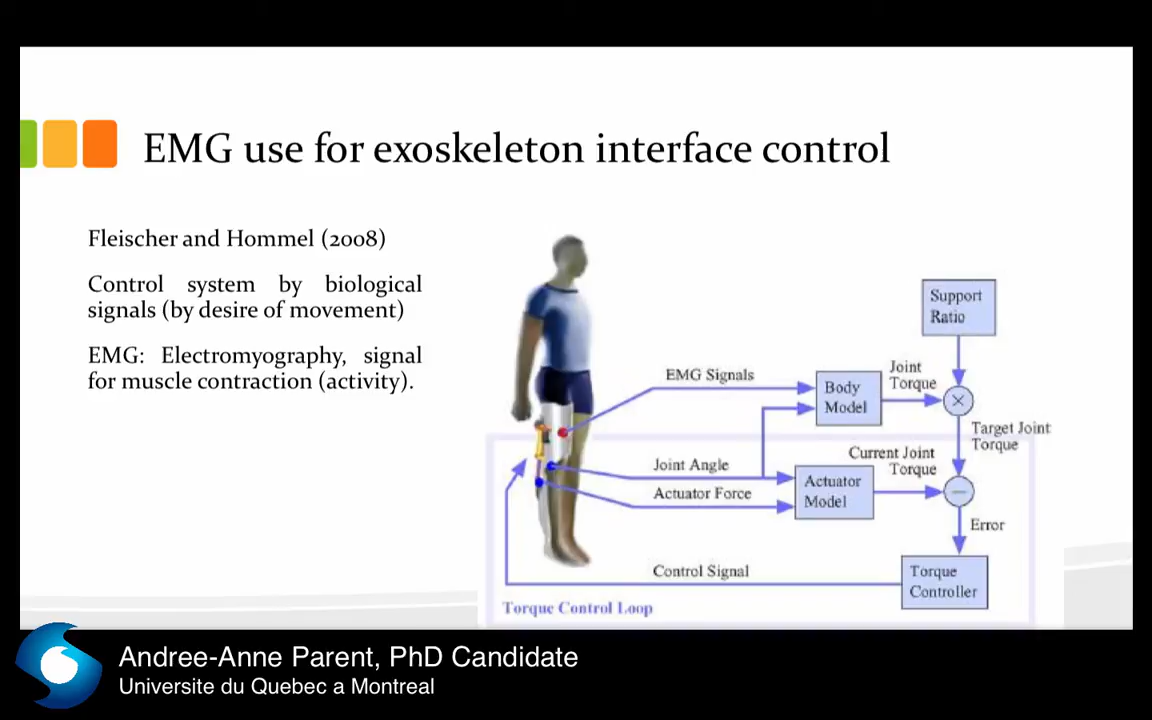 EMG use for exoskeleton interface control
Fleischer and Hommel (2008)
Control system by biological
signals (by desire of movement)
EMG: Electromyography, signal
for muscle contraction (activity).
Support
Ratio
EMG Signals
Body
Model
Joint
Torque
×
Target Joint
Torque
Joint Angle
Actuator Force
Actuator
Model
Current Joint
Torque
−
Error
Control Signal
Torque
Controller
Torque Control Loop
Andree-Anne Parent, PhD Candidate
Universite du Quebec a Montreal